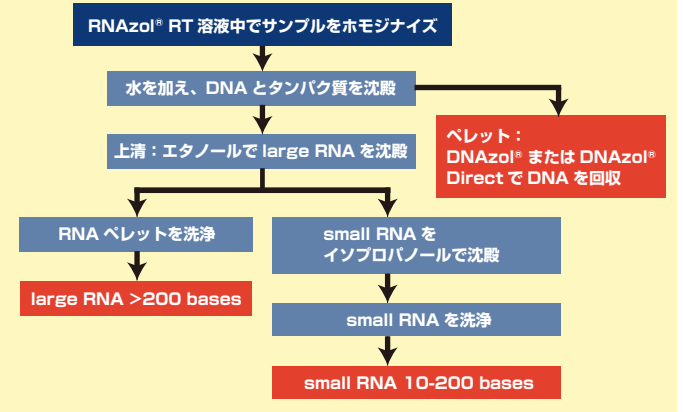 RNAzol® RT 溶液中でサンプルをホモジナイズ
水を加え、DNA とタンパク質を沈殿
ペレット：
DNAzol® または DNAzol®
Direct で DNA を回収
上清：エタノールで large RNA を沈殿
RNA ペレットを洗浄
small RNA を
イソプロパノールで沈殿
large RNA >200 bases
small RNA を洗浄
small RNA 10-200 bases